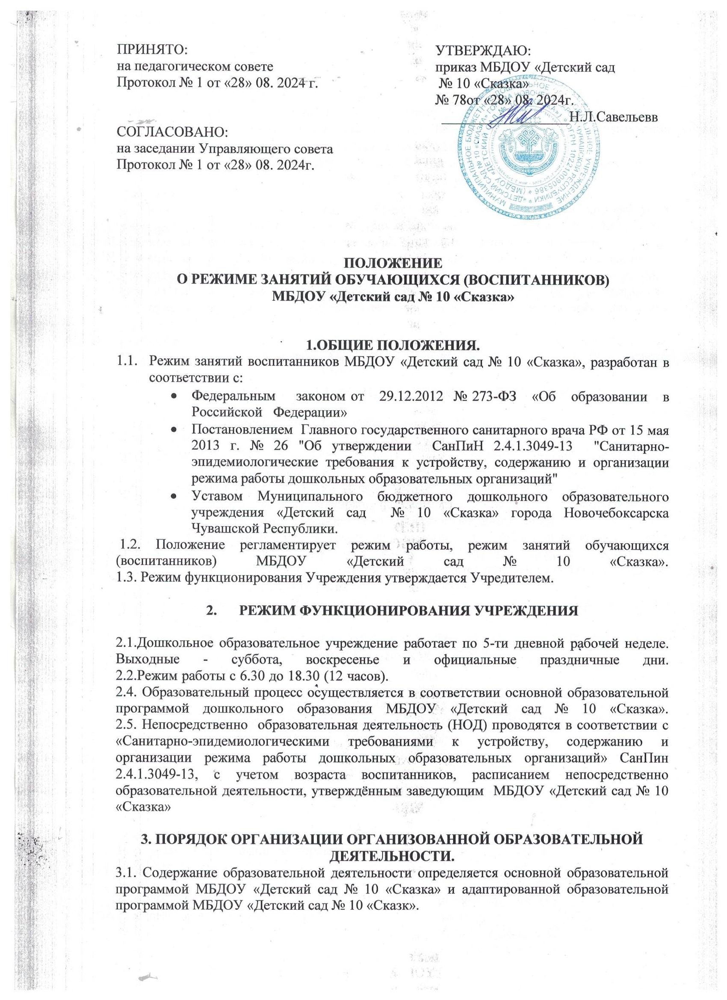 ПРИНЯТО:
на педагогическом совете
Протокол № 1 от «28» 08. 2024 г.
СОГЛАСОВАНО:
на заседании Управляющего совета
Протокол № 1 от «28» 08. 2024г.
УТВЕРЖДАЮ:
приказ МБДОУ «Детский сад
№ 10 «Сказка»
№ 78от «28» 08. 2024г.
Н.Л.Савельевв
ПОЛОЖЕНИЕ
О РЕЖИМЕ ЗАНЯТИЙ ОБУЧАЮЩИХСЯ (ВОСПИТАННИКОВ)
МБДОУ «Детский сад № 10 «Сказка»
1.ОБЩИЕ ПОЛОЖЕНИЯ.
1.1. Режим занятий воспитанников МБДОУ «Детский сад № 10 «Сказка», разработан в
соответствии с:
• Федеральным законом от 29.12.2012 № 273-ФЗ «Об образовании в
Российской Федерации»
• Постановлением Главного государственного санитарного врача РФ от 15 мая
2013 г. № 26 "Об утверждении СанПиН 2.4.1.3049-13 "Санитарно-
эпидемиологические требования к устройству, содержанию и организации
режима работы дошкольных образовательных организаций"
• Уставом Муниципального бюджетного дошкольного образовательного
учреждения «Детский сад № 10 «Сказка» города Новочебоксарска
Чувашской Республики.
1.2. Положение регламентирует режим работы, режим занятий обучающихся
(воспитанников) МБДОУ «Детский сад № 10 «Сказка».
1.3. Режим функционирования Учреждения утверждается Учредителем.
2. РЕЖИМ ФУНКЦИОНИРОВАНИЯ УЧРЕЖДЕНИЯ
2.1.Дошкольное образовательное учреждение работает по 5-ти дневной рабочей неделе.
Выходные - суббота, воскресенье и официальные праздничные дни.
2.2.Режим работы с 6.30 до 18.30 (12 часов).
2.4. Образовательный процесс осуществляется в соответствии основной образовательной
программой дошкольного образования МБДОУ «Детский сад № 10 «Сказка».
2.5. Непосредственно образовательная деятельность (НОД) проводятся в соответствии с
«Санитарно-эпидемиологическими требованиями к устройству, содержанию и
организации режима работы дошкольных образовательных организаций» СанПин
2.4.1.3049-13, с учетом возраста воспитанников, расписанием непосредственно
образовательной деятельности, утверждённым заведующим МБДОУ «Детский сад № 10
«Сказка»
3. ПОРЯДОК ОРГАНИЗАЦИИ ОРГАНИЗОВАННОЙ ОБРАЗОВАТЕЛЬНОЙ
ДЕЯТЕЛЬНОСТИ.
3.1. Содержание образовательной деятельности определяется основной образовательной
программой МБДОУ «Детский сад № 10 «Сказка» и адаптированной образовательной
программой МБДОУ «Детский сад № 10 «Сказк».